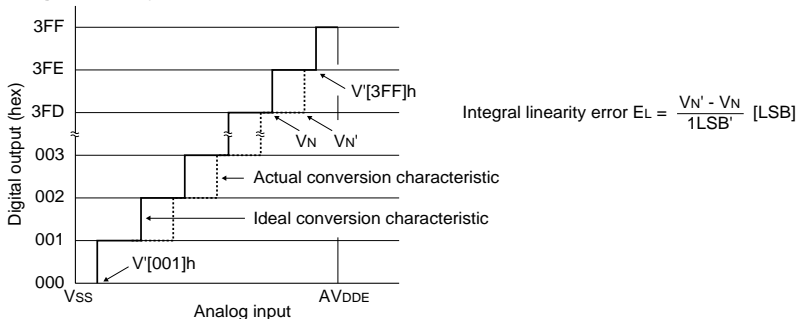 3FF
3FE
V'[3FF]h
Digital output (hex)
3FD
VN VN'
Integral linearity error EL = VN' - VN / 1LSB' [LSB]
003
Actual conversion characteristic
002
Ideal conversion characteristic
001
V'[001]h
000
VSS AVDDE
Analog input